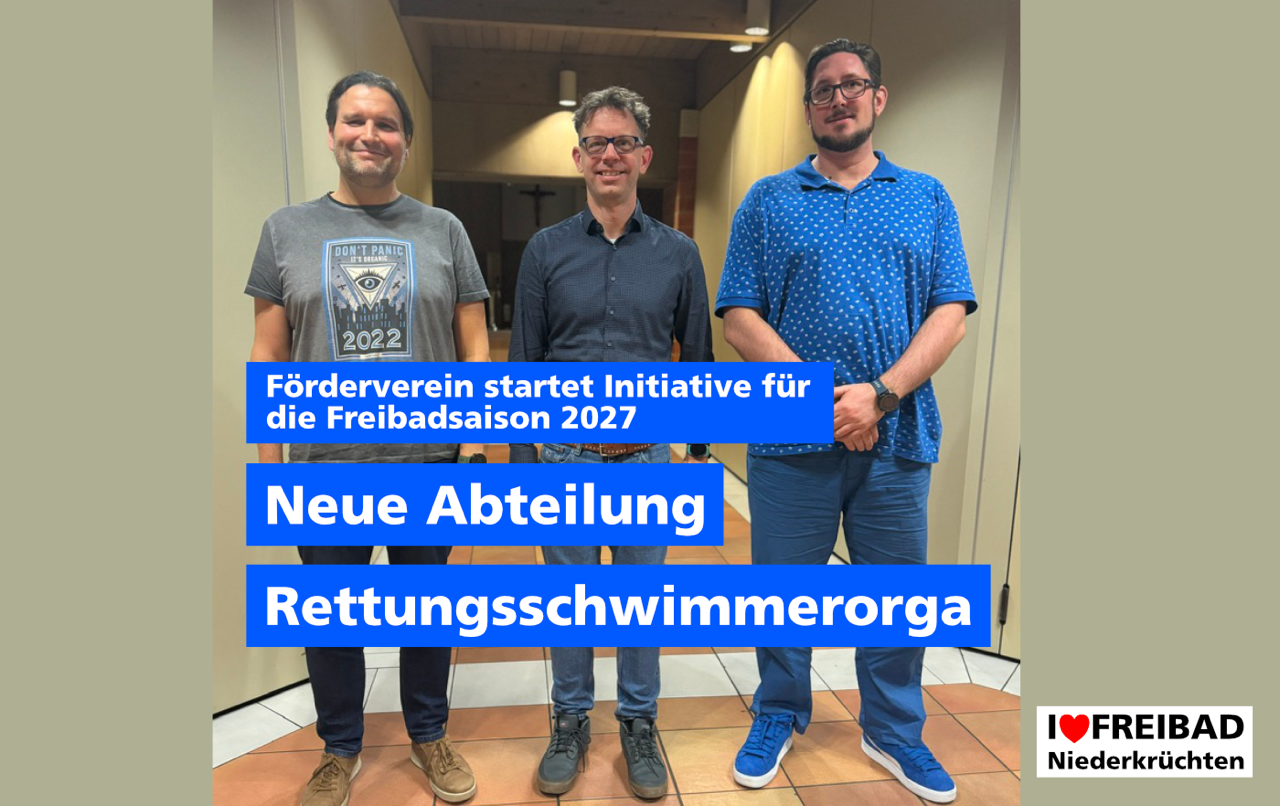 DON'T PANIC
IT'S ORGANIC
2022
Förderverein startet Initiative für
die Freibadsaison 2027
Neue Abteilung
Rettungsschwimmerorga
I❤FREIBAD
Niederkrüchten